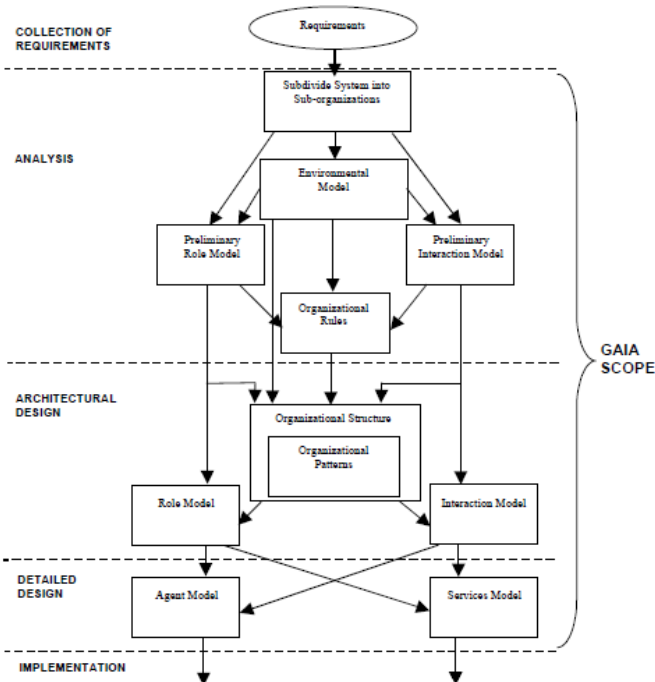 COLLECTION OF
REQUIREMENTS
Requirements
Subdivide System into
Sub-organizations
ANALYSIS
Environmental
Model
Preliminary
Role Model
Preliminary
Interaction Model
Organizational
Rules
GAIA
SCOPE
ARCHITECTURAL
DESIGN
Organizational Structure
Organizational
Patterns
Role Model
Interaction Model
DETAILED
DESIGN
Agent Model
Services Model
IMPLEMENTATION